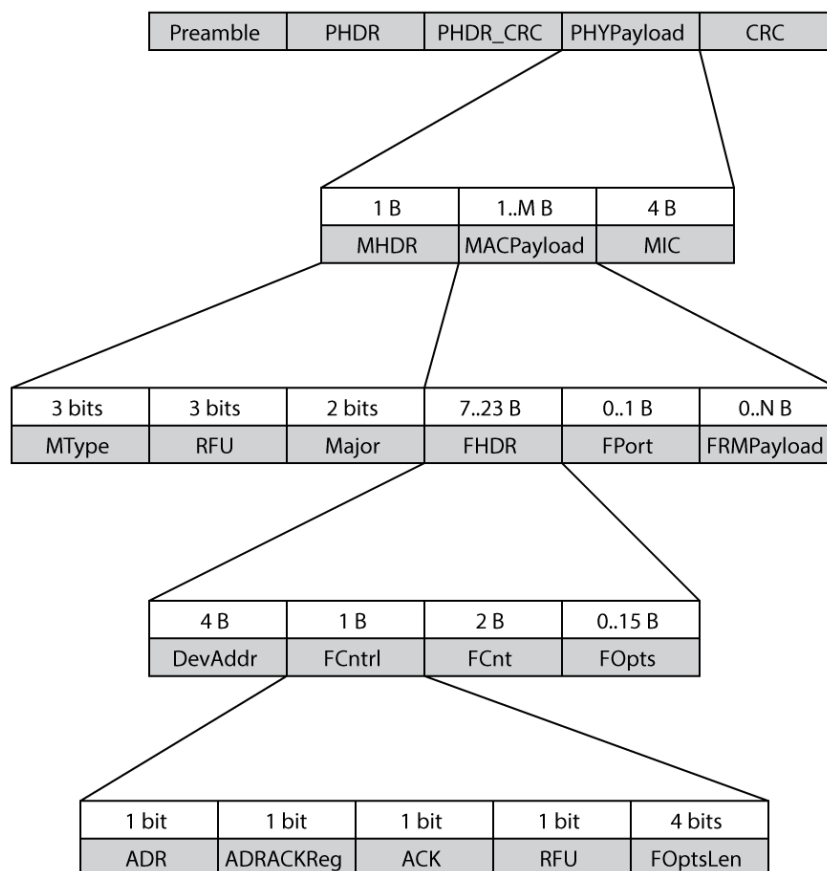 Preamble PHDR PHDR_CRC PHYPayload CRC
1 B 1..M B 4 B
MHDR MACPayload MIC
3 bits 3 bits 2 bits 7..23 B 0..1 B 0..N B
MType RFU Major FHDR FPort FRMPayload
4 B 1 B 2 B 0..15 B
DevAddr FCntrl FCnt FOpts
1 bit 1 bit 1 bit 1 bit 4 bits
ADR ADRACKReg ACK RFU FOptsLen